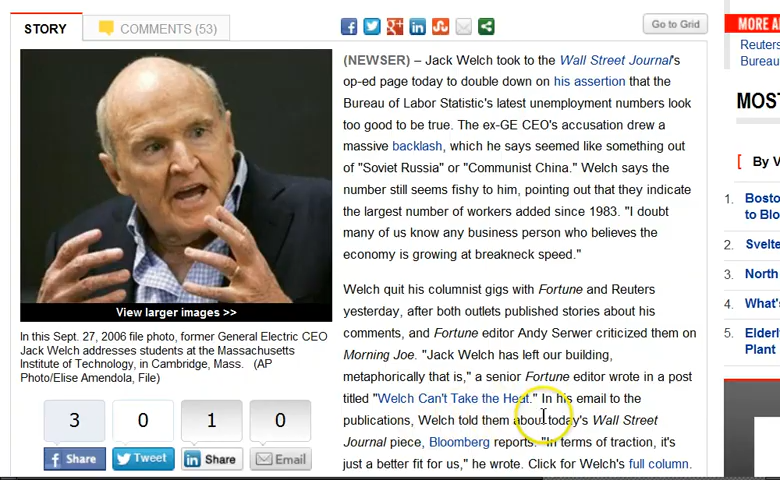 STORY
COMMENTS (53)
Go to Grid
(NEWSER) – Jack Welch took to the Wall Street Journal's
op-ed page today to double down on his assertion that the
Bureau of Labor Statistic's latest unemployment numbers look
too good to be true. The ex-GE CEO's accusation drew a
massive backlash, which he says seemed like something out
of "Soviet Russia" or "Communist China." Welch says the
number still seems fishy to him, pointing out that they indicate
the largest number of workers added since 1983. "I doubt
many of us know any business person who believes the
economy is growing at breakneck speed."
Welch quit his columnist gigs with Fortune and Reuters
yesterday, after both outlets published stories about his
comments, and Fortune editor Andy Serwer criticized them on
Morning Joe. "Jack Welch has left our building,
metaphorically that is," a senior Fortune editor wrote in a post
titled "Welch Can't Take the Heat." In his email to the
publications, Welch told them about today's Wall Street
Journal piece, Bloomberg reports. "In terms of traction, it's
just a better fit for us," he wrote. Click for Welch's full column.
View larger images >>
In this Sept. 27, 2006 file photo, former General Electric CEO
Jack Welch addresses students at the Massachusetts
Institute of Technology, in Cambridge, Mass. (AP
Photo/Elise Amendola, File)
3
0
1
0
Share
Tweet
Share
Email
MORE A
Reuters
Bureau
MOS
By V
1. Bosto
to Blo
2. Svelte
3. North
4. What'
5. Elderl
Plant